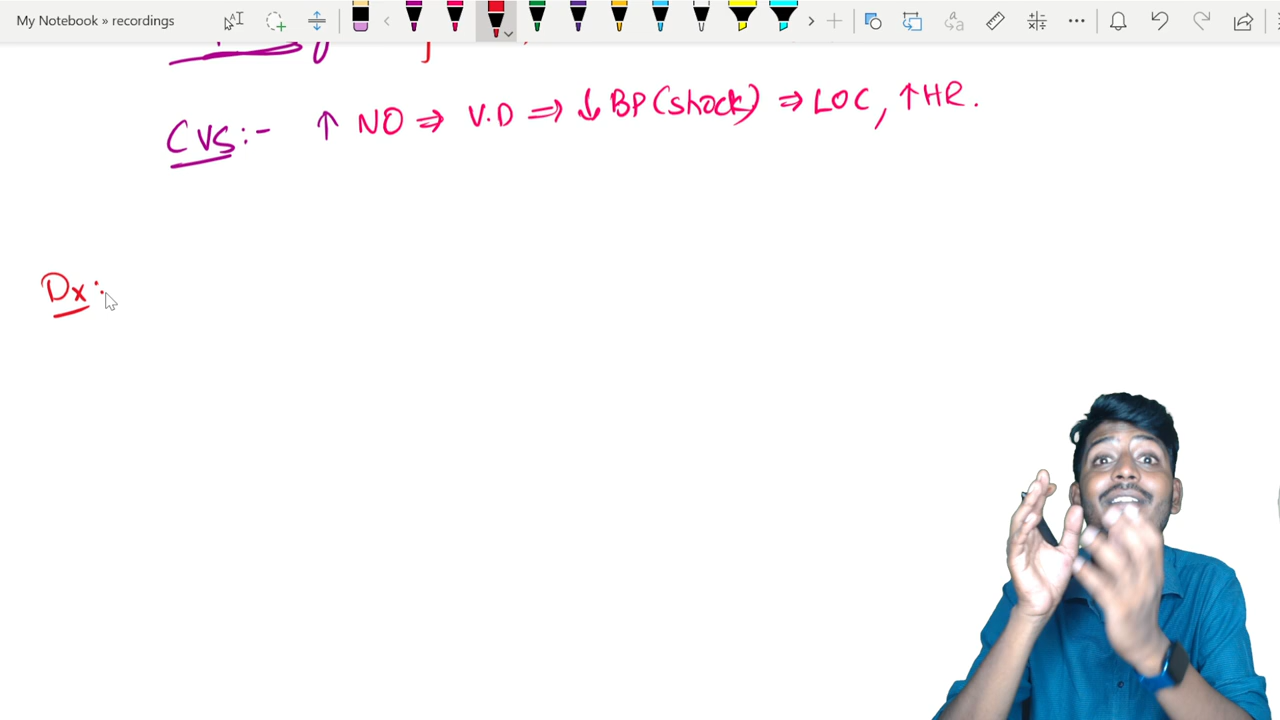 My Notebook » recordings
CVS:- ↑ NO ⇒ V.D ⇒ ↓ BP (shock) ⇒ LOC, ↑HR.
Dx: